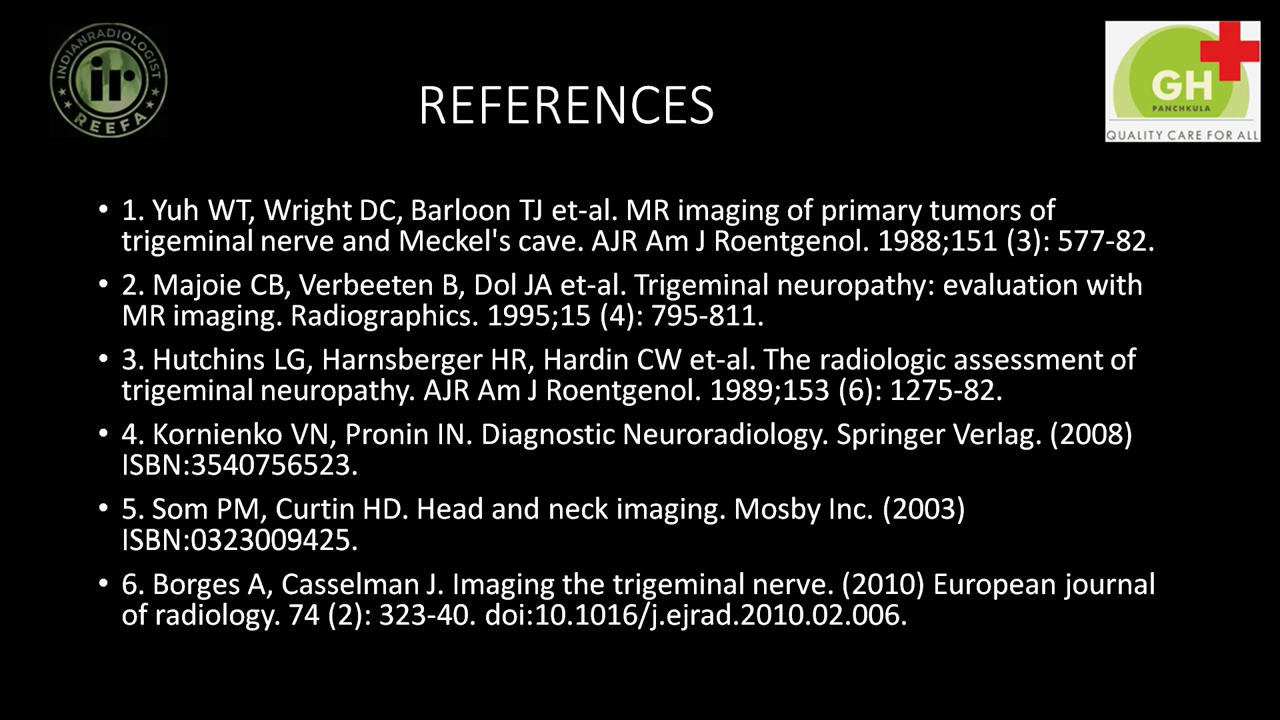 INDIANRADIOLOGIST
ir
REEFA
GH
PANCHKULA
QUALITY CARE FOR ALL
REFERENCES
• 1. Yuh WT, Wright DC, Barloon TJ et-al. MR imaging of primary tumors of
trigeminal nerve and Meckel's cave. AJR Am J Roentgenol. 1988;151 (3): 577-82.
• 2. Majoie CB, Verbeeten B, Dol JA et-al. Trigeminal neuropathy: evaluation with
MR imaging. Radiographics. 1995;15 (4): 795-811.
• 3. Hutchins LG, Harnsberger HR, Hardin CW et-al. The radiologic assessment of
trigeminal neuropathy. AJR Am J Roentgenol. 1989;153 (6): 1275-82.
• 4. Kornienko VN, Pronin IN. Diagnostic Neuroradiology. Springer Verlag. (2008)
ISBN:3540756523.
• 5. Som PM, Curtin HD. Head and neck imaging. Mosby Inc. (2003)
ISBN:0323009425.
• 6. Borges A, Casselman J. Imaging the trigeminal nerve. (2010) European journal
of radiology. 74 (2): 323-40. doi:10.1016/j.ejrad.2010.02.006.